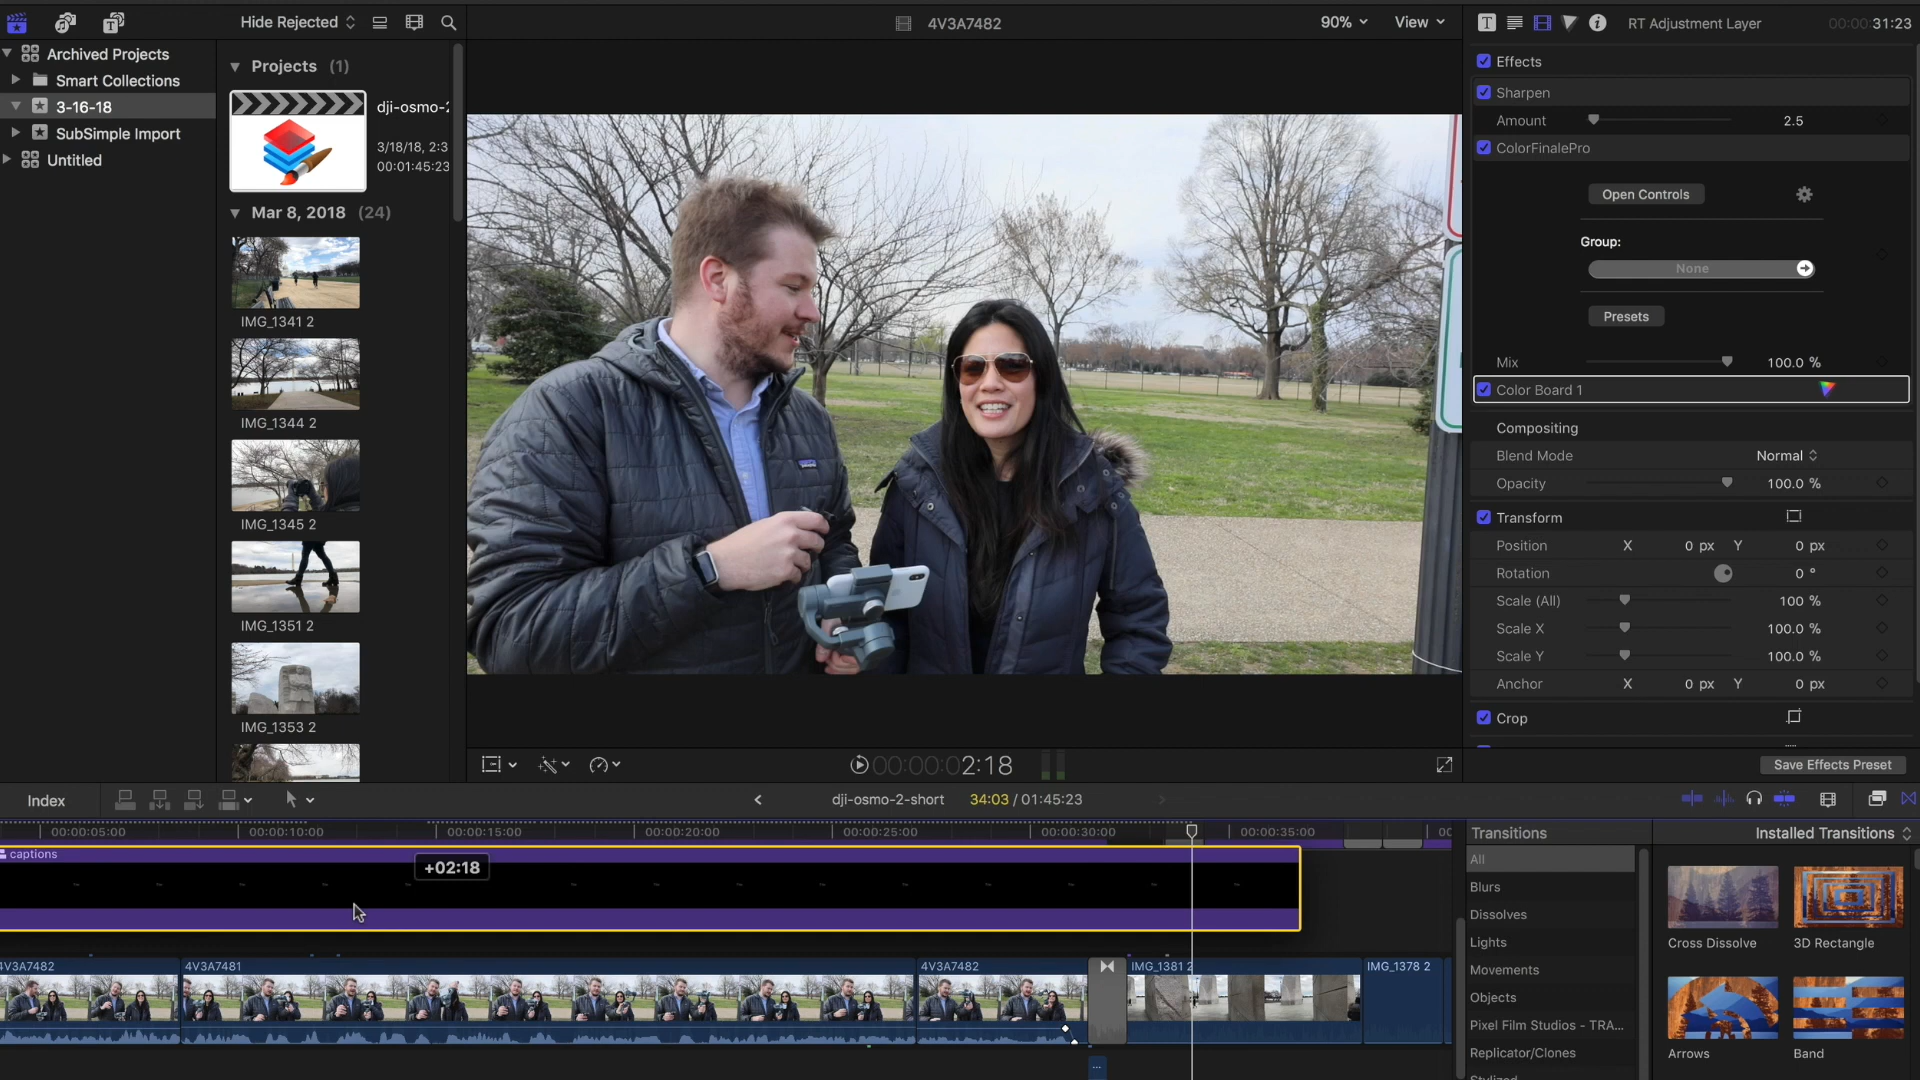 Hide Rejected
4V3A7482
90%
View
RT Adjustment Layer
00:00:31:23
Archived Projects
Smart Collections
3-16-18
SubSimple Import
Untitled
Projects (1)
dji-osmo-2
3/18/18, 2:3
00:01:45:23
Mar 8, 2018 (24)
IMG_1341 2
IMG_1344 2
IMG_1345 2
IMG_1351 2
IMG_1353 2
Effects
Sharpen
Amount 2.5
ColorFinalePro
Open Controls
Group:
None
Presets
Mix 100.0 %
Color Board 1
Compositing
Blend Mode Normal
Opacity 100.0 %
Transform
Position X 0 px Y 0 px
Rotation 0 °
Scale (All) 100 %
Scale X 100.0 %
Scale Y 100.0 %
Anchor X 0 px Y 0 px
Crop
Save Effects Preset
00:00:02:18
Index
dji-osmo-2-short
34:03 / 01:45:23
00:00:05:00
00:00:10:00
00:00:15:00
00:00:20:00
00:00:25:00
00:00:30:00
00:00:35:00
captions
+02:18
4V3A7482
4V3A7481
4V3A7482
IMG_1381 2
IMG_1378 2
Transitions
Installed Transitions
All
Blurs
Dissolves
Lights
Movements
Objects
Pixel Film Studios - TRA...
Replicator/Clones
Cross Dissolve
3D Rectangle
Arrows
Band